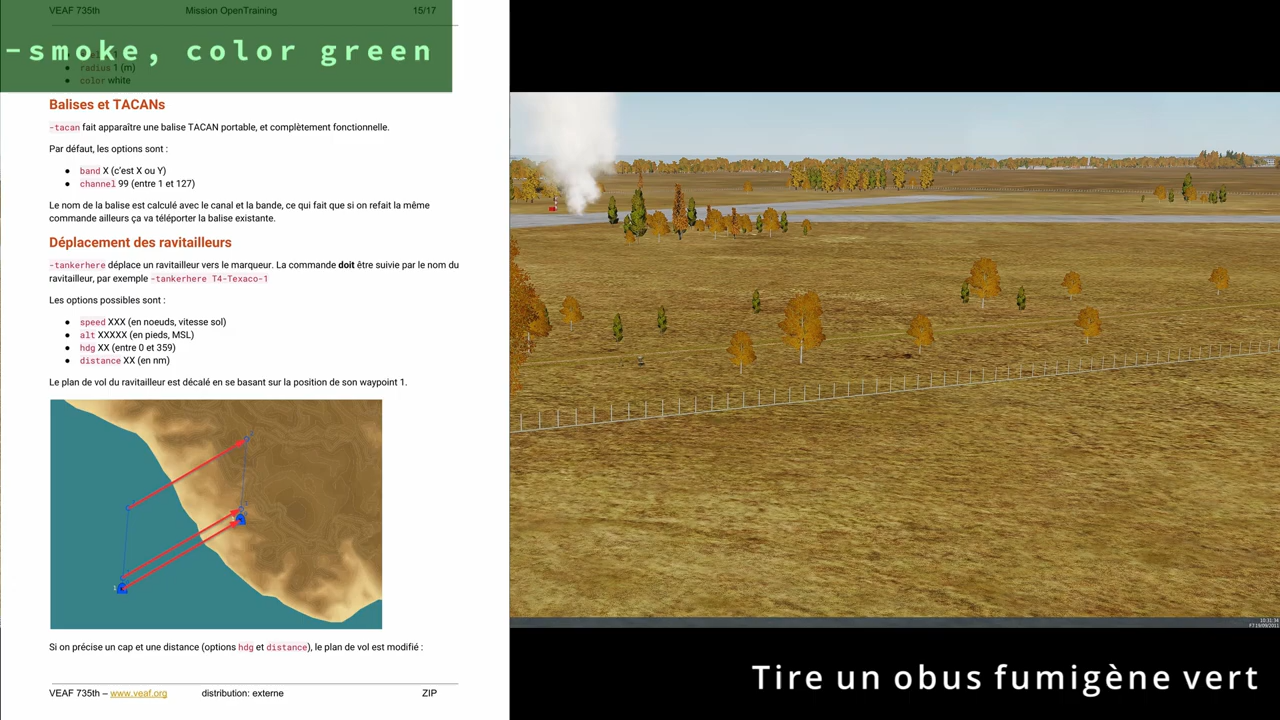 VEAF 735th Mission OpenTraining 15/17
-smoke, color green
radius 1 (m)
color white
Balises et TACANs
-tacan fait apparaître une balise TACAN portable, et complètement fonctionnelle.
Par défaut, les options sont :
band X (c'est X ou Y)
channel 99 (entre 1 et 127)
Le nom de la balise est calculé avec le canal et la bande, ce qui fait que si on refait la même
commande ailleurs ça va téléporter la balise existante.
Déplacement des ravitailleurs
-tankerhere déplace un ravitailleur vers le marqueur. La commande doit être suivie par le nom du
ravitailleur, par exemple -tankerhere T4-Texaco-1
Les options possibles sont :
speed XXX (en noeuds, vitesse sol)
alt XXXXX (en pieds, MSL)
hdg XX (entre 0 et 359)
distance XX (en nm)
Le plan de vol du ravitailleur est décalé en se basant sur la position de son waypoint 1.
Si on précise un cap et une distance (options hdg et distance), le plan de vol est modifié :
VEAF 735th – www.veaf.org distribution: externe ZIP
Tire un obus fumigène vert